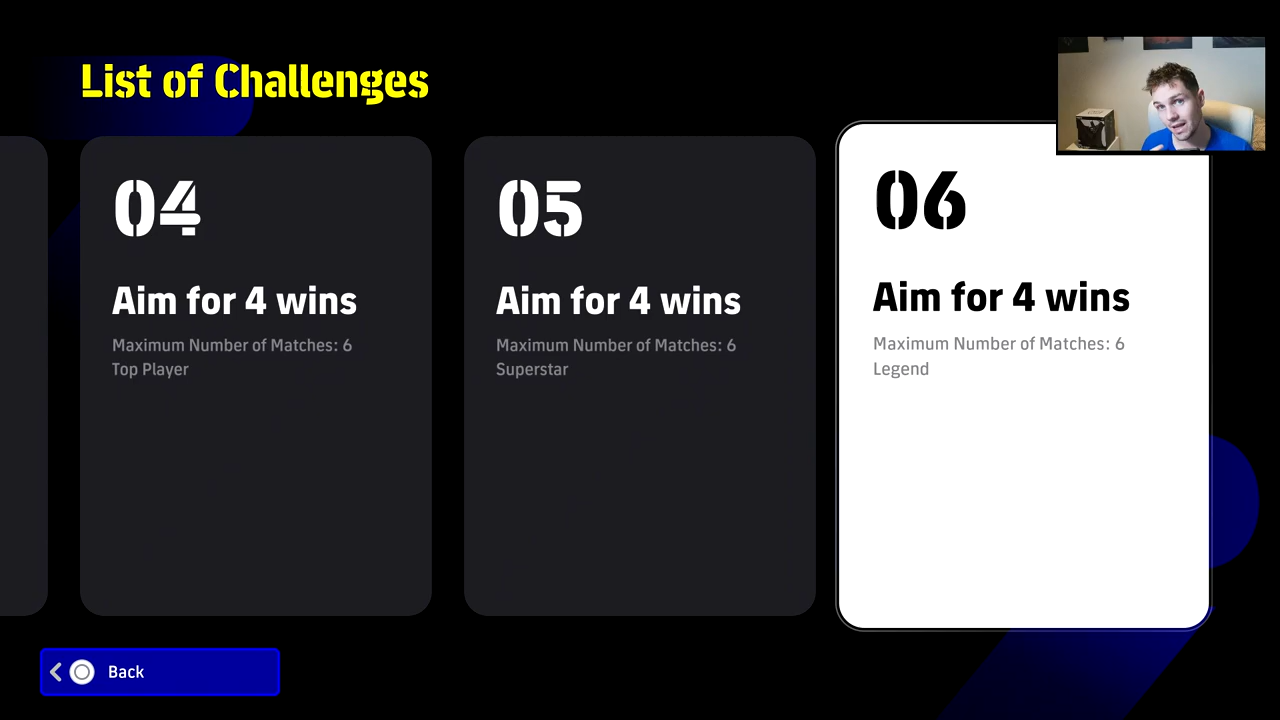 List of Challenges
04
Aim for 4 wins
Maximum Number of Matches: 6
Top Player
05
Aim for 4 wins
Maximum Number of Matches: 6
Superstar
06
Aim for 4 wins
Maximum Number of Matches: 6
Legend
Back